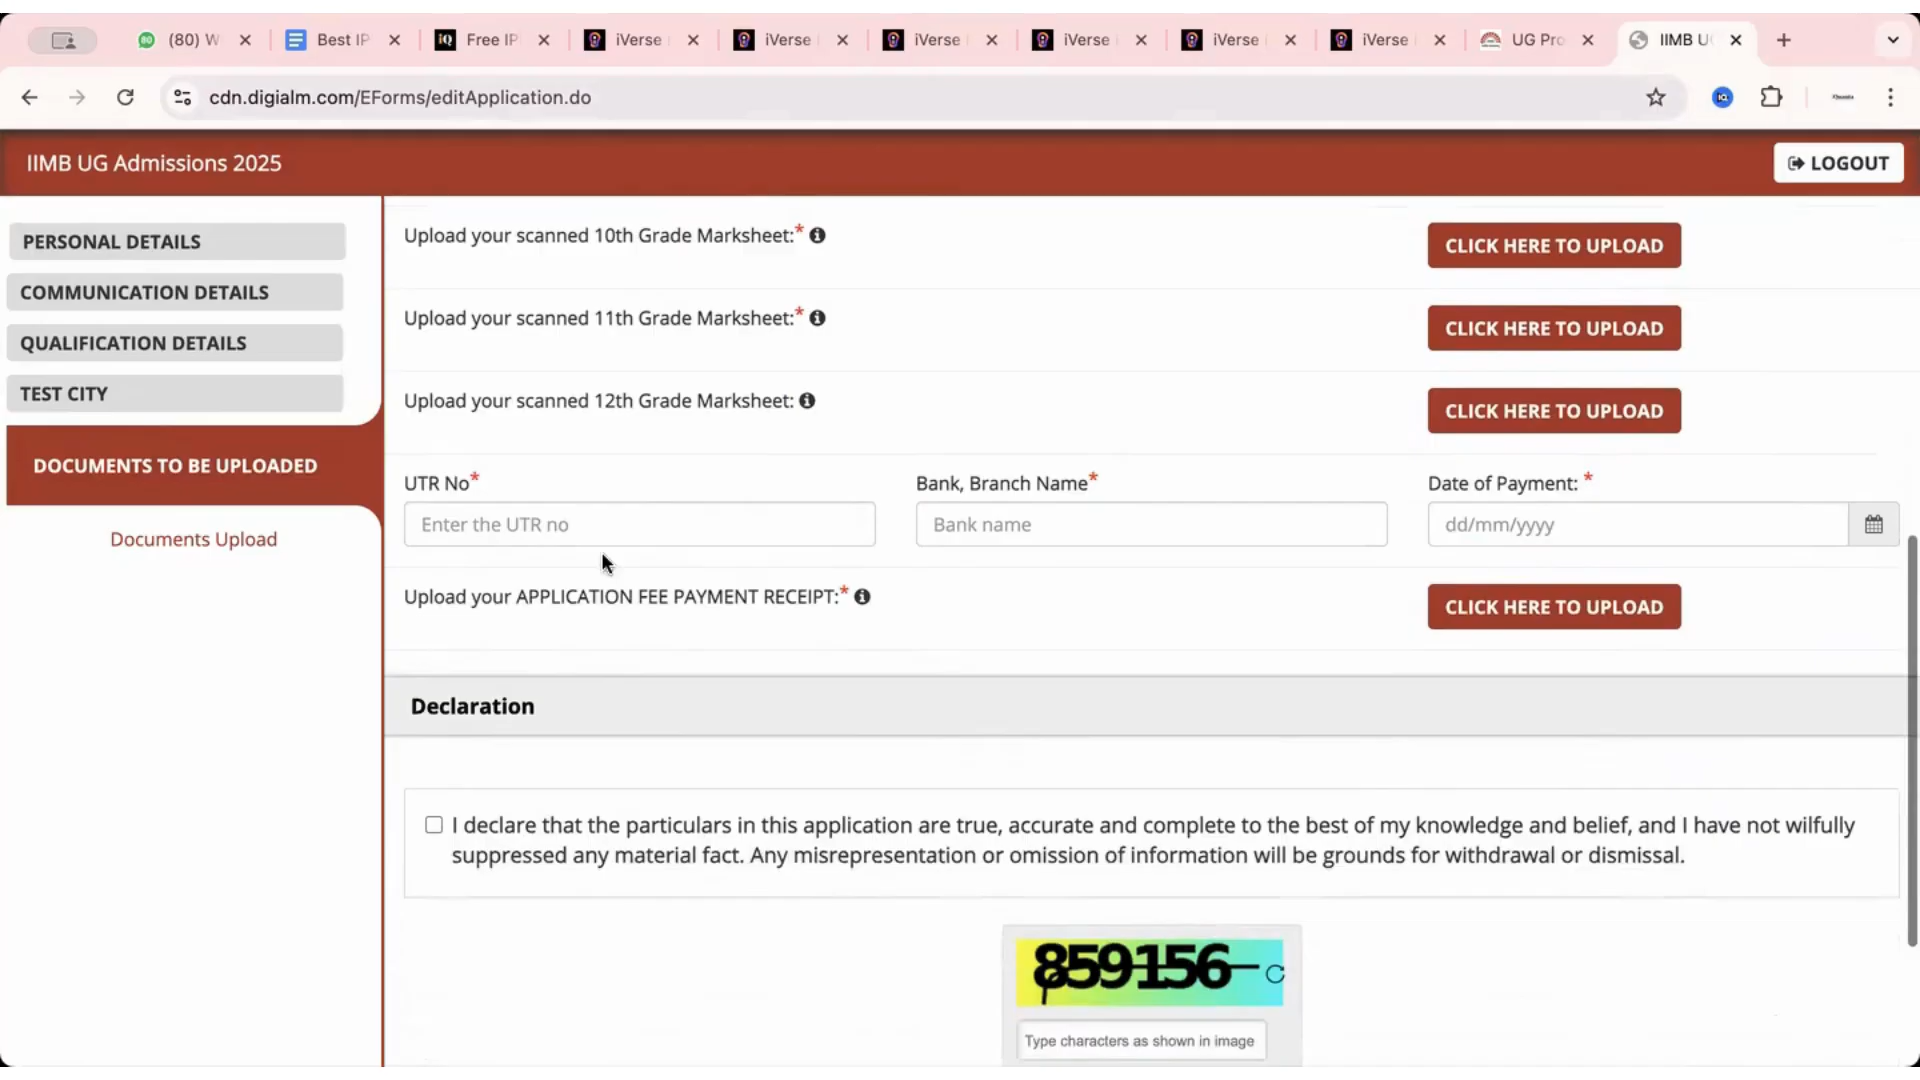 (80) W
Best IP
Free IP
iVerse
iVerse
iVerse
iVerse
iVerse
iVerse
UG Pro
IIMB U
cdn.digialm.com/EForms/editApplication.do
IIMB UG Admissions 2025
LOGOUT
PERSONAL DETAILS
COMMUNICATION DETAILS
QUALIFICATION DETAILS
TEST CITY
DOCUMENTS TO BE UPLOADED
Documents Upload
Upload your scanned 10th Grade Marksheet:*
CLICK HERE TO UPLOAD
Upload your scanned 11th Grade Marksheet:*
CLICK HERE TO UPLOAD
Upload your scanned 12th Grade Marksheet:
CLICK HERE TO UPLOAD
UTR No*
Bank, Branch Name*
Date of Payment: *
Enter the UTR no
Bank name
dd/mm/yyyy
Upload your APPLICATION FEE PAYMENT RECEIPT:*
CLICK HERE TO UPLOAD
Declaration
I declare that the particulars in this application are true, accurate and complete to the best of my knowledge and belief, and I have not wilfully
suppressed any material fact. Any misrepresentation or omission of information will be grounds for withdrawal or dismissal.
859156
Type characters as shown in image